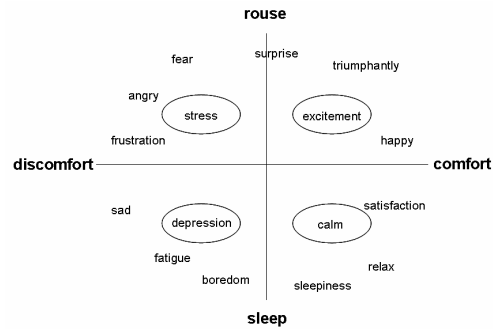 rouse
surprise
fear
triumphantly
angry
stress
excitement
frustration
happy
discomfort
comfort
sad
satisfaction
depression
calm
fatigue
relax
boredom
sleepiness
sleep